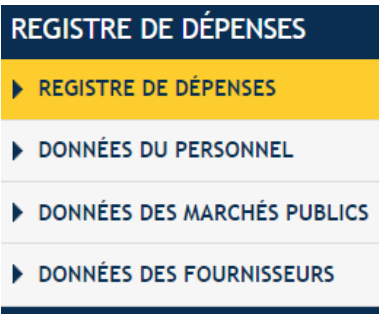 REGISTRE DE DÉPENSES
REGISTRE DE DÉPENSES
DONNÉES DU PERSONNEL
DONNÉES DES MARCHÉS PUBLICS
DONNÉES DES FOURNISSEURS